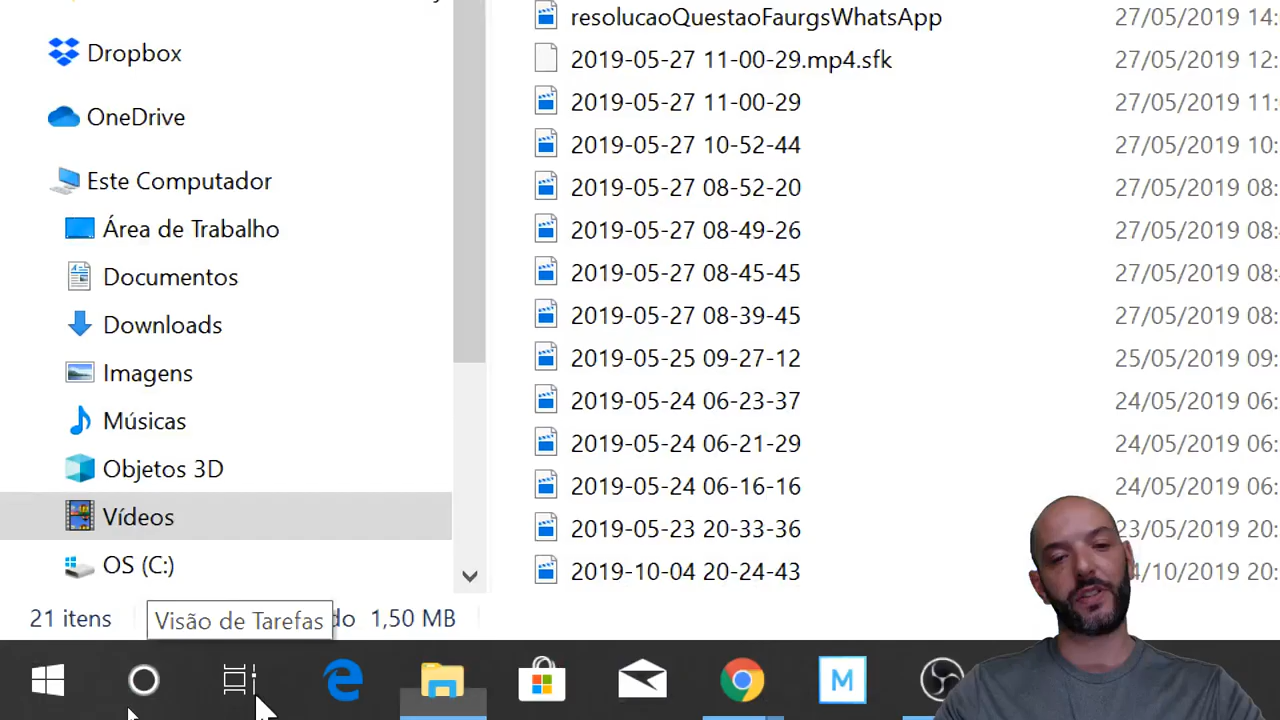 Dropbox
OneDrive
Este Computador
Área de Trabalho
Documentos
Downloads
Imagens
Músicas
Objetos 3D
Vídeos
OS (C:)
resolucaoQuestaoFaurgsWhatsApp 27/05/2019 14:
2019-05-27 11-00-29.mp4.sfk 27/05/2019 12:
2019-05-27 11-00-29 27/05/2019 11:
2019-05-27 10-52-44 27/05/2019 10:
2019-05-27 08-52-20 27/05/2019 08:
2019-05-27 08-49-26 27/05/2019 08:
2019-05-27 08-45-45 27/05/2019 08:
2019-05-27 08-39-45 27/05/2019 08:
2019-05-25 09-27-12 25/05/2019 09:
2019-05-24 06-23-37 24/05/2019 06:
2019-05-24 06-21-29 24/05/2019 06:
2019-05-24 06-16-16 24/05/2019 06:
2019-05-23 20-33-36 23/05/2019 20:
2019-10-04 20-24-43 4/10/2019 20:
21 itens do 1,50 MB
Visão de Tarefas
M